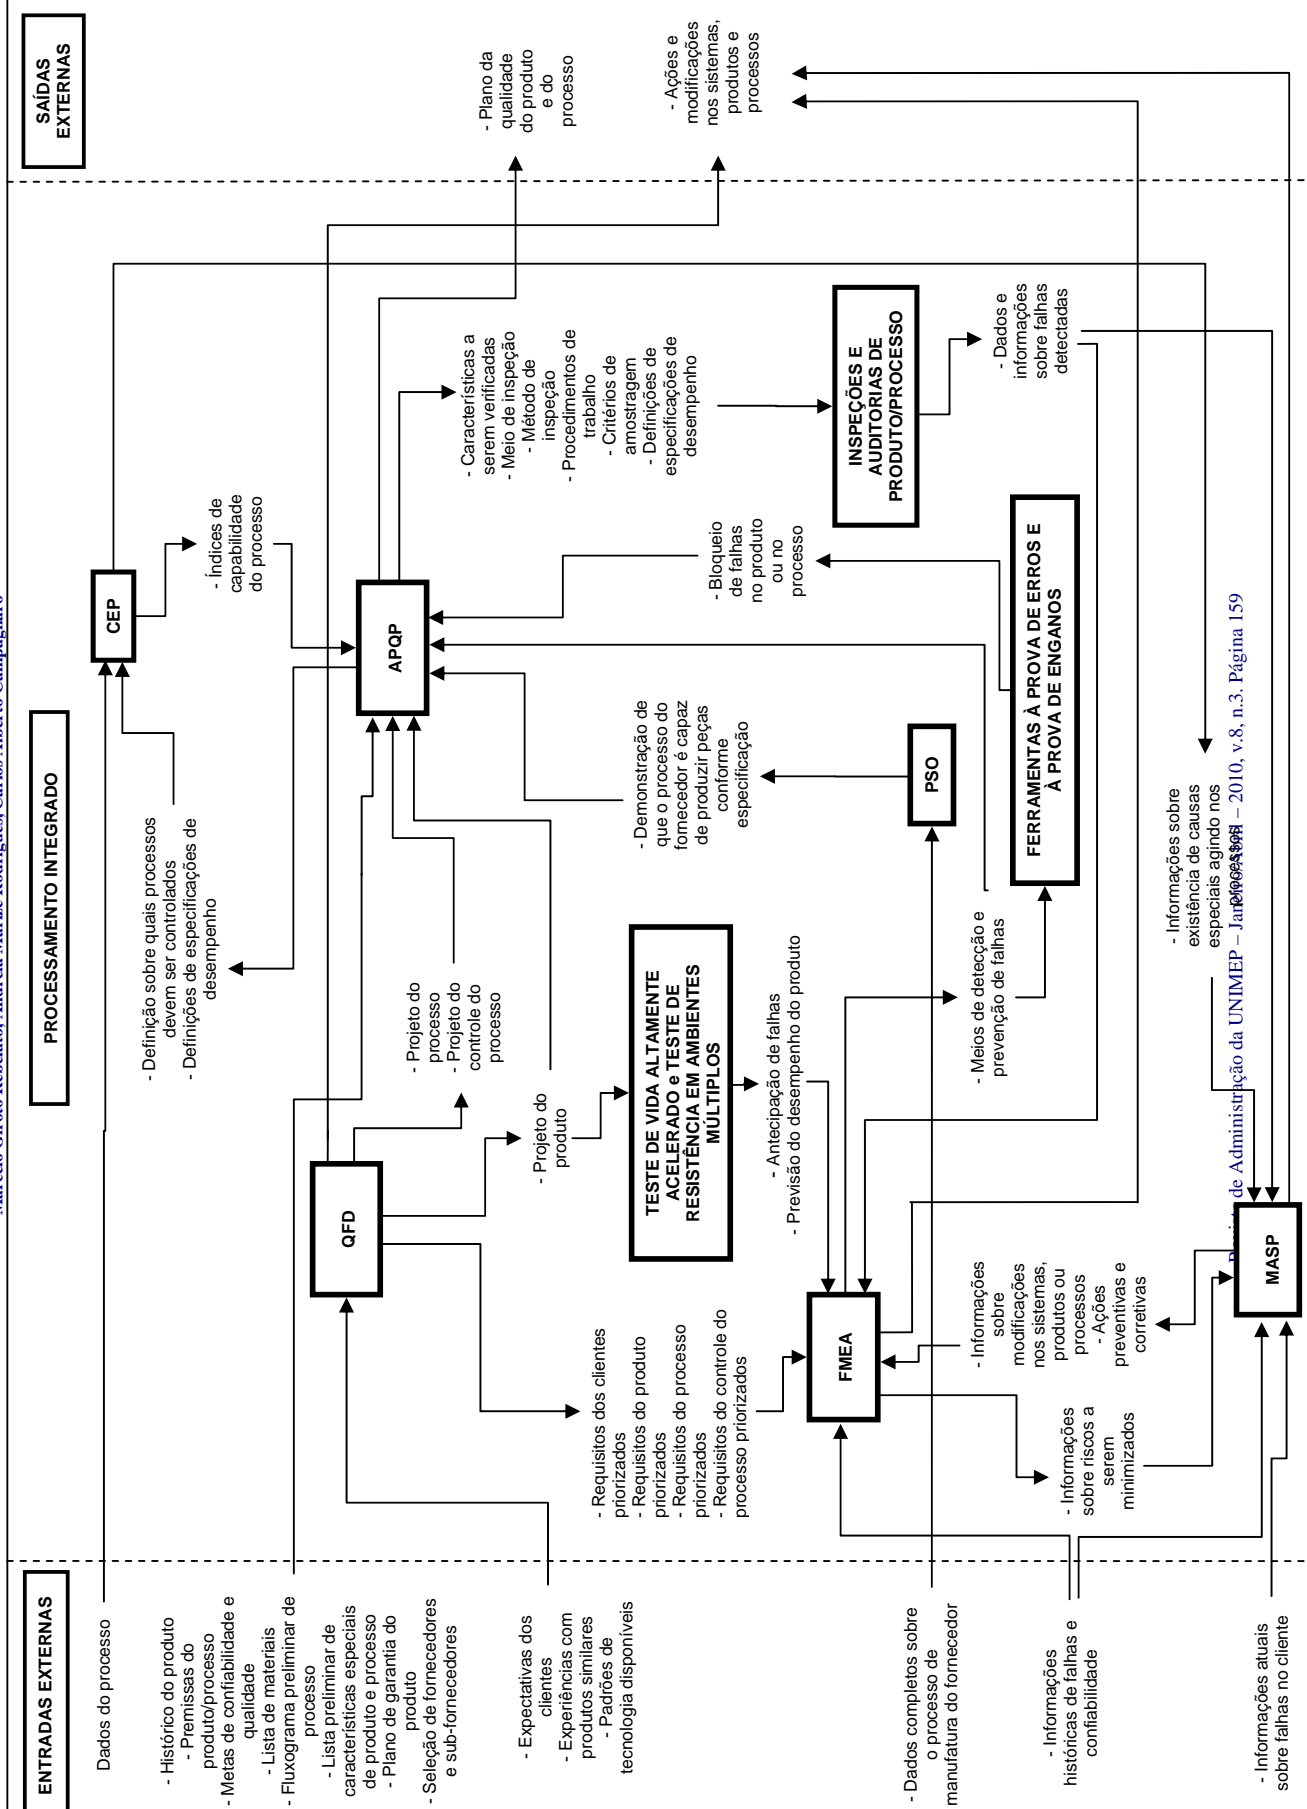 ENTRADAS EXTERNAS
PROCESSAMENTO INTEGRADO
SAÍDAS
EXTERNAS
Dados do processo
- Histórico do produto
- Premissas do
produto/processo
- Metas de confiabilidade e
qualidade
- Lista de materiais
- Fluxograma preliminar de
processo
- Lista preliminar de
características especiais
de produto e processo
- Plano de garantia do
produto
- Seleção de fornecedores
e sub-fornecedores
- Expectativas dos
clientes
- Experiências com
produtos similares
- Padrões de
tecnologia disponíveis
- Dados completos sobre
o processo de
manufatura do fornecedor
- Informações
históricas de falhas e
confiabilidade
- Informações atuais
sobre falhas no cliente
QFD
- Requisitos dos clientes
priorizados
- Requisitos do produto
priorizados
- Requisitos do processo
priorizados
- Requisitos do controle do
processo priorizados
FMEA
- Informações
sobre riscos a
serem
minimizados
- Informações
sobre
modificações
nos sistemas,
produtos ou
processos
- Ações
preventivas e
corretivas
MASP
- Definição sobre quais processos
devem ser controlados
- Definições de especificações de
desempenho
- Projeto do
processo
- Projeto do
controle do
processo
- Projeto do
produto
TESTE DE VIDA ALTAMENTE
ACELERADO e TESTE DE
RESISTÊNCIA EM AMBIENTES
MÚLTIPLOS
- Antecipação de falhas
- Previsão do desempenho do produto
- Meios de detecção e
prevenção de falhas
CEP
- Índices de
capabilidade
do processo
APQP
- Demonstração de
que o processo do
fornecedor é capaz
de produzir peças
conforme
especificação
PSO
FERRAMENTAS À PROVA DE ERROS E
À PROVA DE ENGANOS
- Bloqueio
de falhas
no produto
ou no
processo
- Informações sobre
existência de causas
especiais agindo nos
processos
- Características a
serem verificadas
- Meio de inspeção
- Método de
inspeção
- Procedimentos de
trabalho
- Critérios de
amostragem
- Definições de
especificações de
desempenho
INSPEÇÕES E
AUDITORIAS DE
PRODUTO/PROCESSO
- Dados e
informações
sobre falhas
detectadas
- Plano da
qualidade
do produto
e do
processo
- Ações e
modificações
nos sistemas,
produtos e
processos
de Administração da UNIMEP – Janeiro/Abril – 2010, v.8, n.3. Página 159